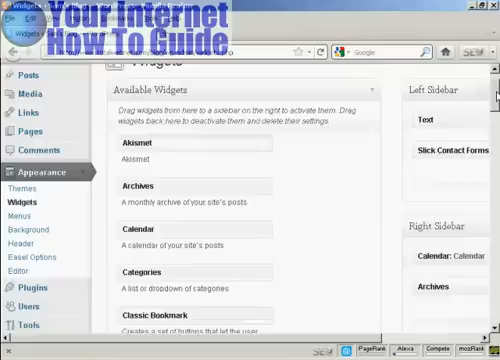 Your Internet
How To Guide
Google
Posts
Media
Links
Pages
Comments
Appearance
Themes
Widgets
Menus
Background
Header
Easel Options
Editor
Plugins
Users
Tools
Widgets
Available Widgets
Drag widgets from here to a sidebar on the right to activate them. Drag
widgets back here to deactivate them and delete their settings.
Akismet
Akismet
Archives
A monthly archive of your site's posts
Calendar
A calendar of your site's posts
Categories
A list or dropdown of categories
Classic Bookmark
Creates a set of buttons that let the user
Left Sidebar
Text
Slick Contact Forms
Right Sidebar
Calendar: Calendar
Archives
PageRank
Alexa
Compete
mozRank